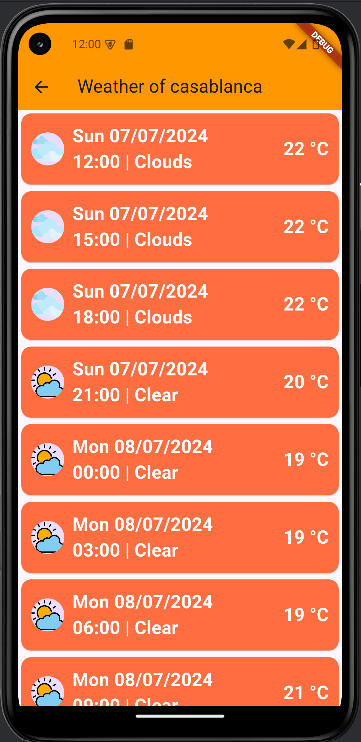 12:00
DEBUG
Weather of casablanca
Sun 07/07/2024
12:00 | Clouds
22 °C
Sun 07/07/2024
15:00 | Clouds
22 °C
Sun 07/07/2024
18:00 | Clouds
22 °C
Sun 07/07/2024
21:00 | Clear
20 °C
Mon 08/07/2024
00:00 | Clear
19 °C
Mon 08/07/2024
03:00 | Clear
19 °C
Mon 08/07/2024
06:00 | Clear
19 °C
Mon 08/07/2024
09:00 | Clear
21 °C